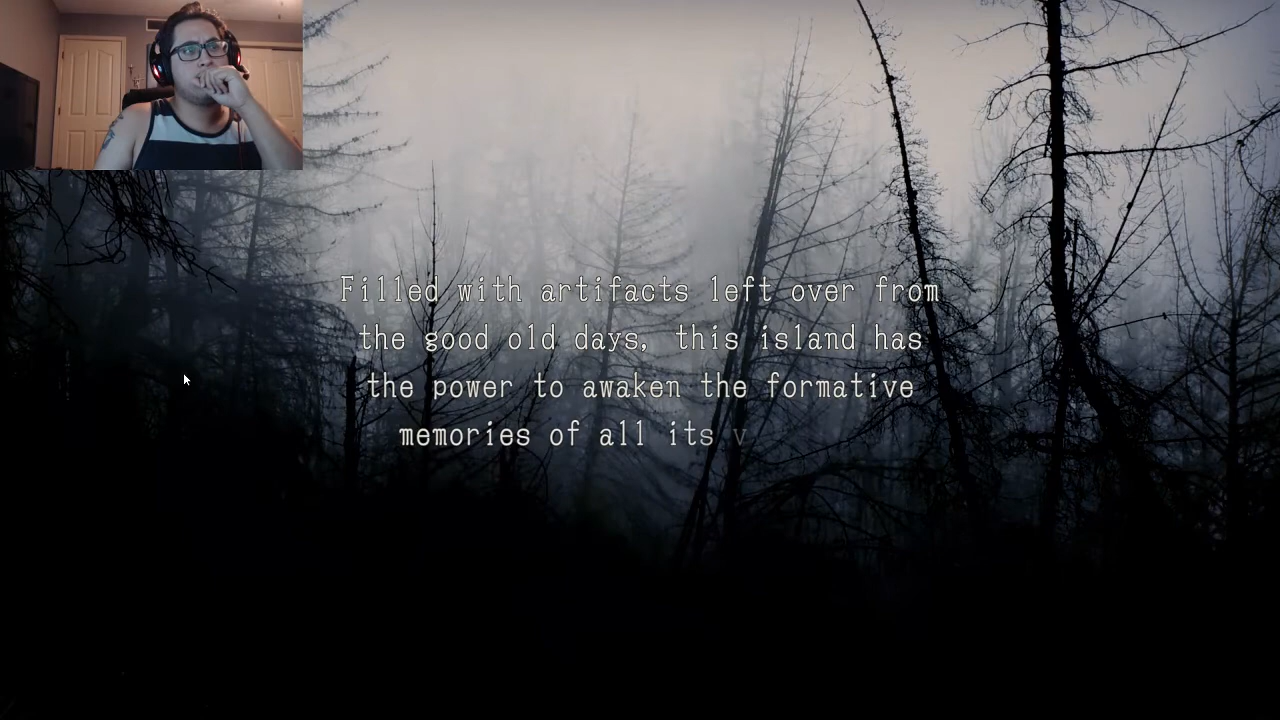 Filled with artifacts left over from
the good old days, this island has
the power to awaken the formative
memories of all its v